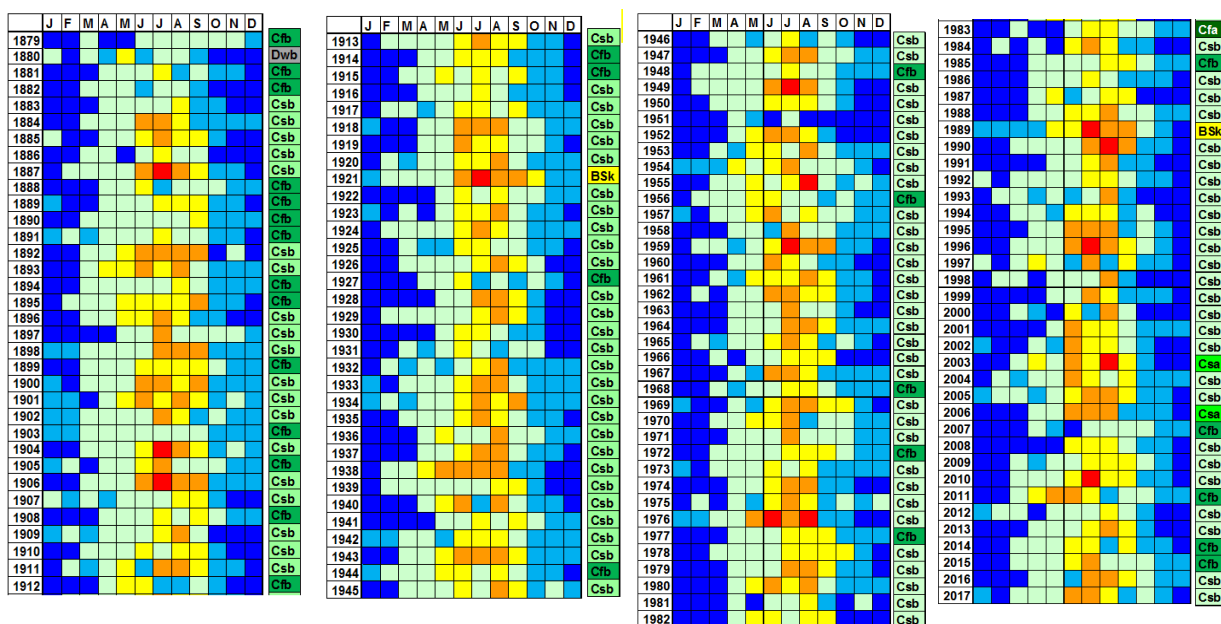 J F M A M J J A S O N D
1879 Cfb
1880 Dwb
1881 Cfb
1882 Cfb
1883 Csb
1884 Csb
1885 Csb
1886 Csb
1887 Csb
1888 Cfb
1889 Cfb
1890 Cfb
1891 Cfb
1892 Csb
1893 Csb
1894 Cfb
1895 Cfb
1896 Csb
1897 Csb
1898 Csb
1899 Cfb
1900 Csb
1901 Csb
1902 Csb
1903 Cfb
1904 Csb
1905 Cfb
1906 Csb
1907 Csb
1908 Cfb
1909 Csb
1910 Csb
1911 Csb
1912 Cfb
J F M A M J J A S O N D
1913 Csb
1914 Cfb
1915 Cfb
1916 Csb
1917 Csb
1918 Csb
1919 Csb
1920 Csb
1921 BSk
1922 Csb
1923 Csb
1924 Csb
1925 Csb
1926 Csb
1927 Cfb
1928 Csb
1929 Csb
1930 Csb
1931 Csb
1932 Csb
1933 Csb
1934 Csb
1935 Csb
1936 Csb
1937 Csb
1938 Csb
1939 Csb
1940 Csb
1941 Csb
1942 Csb
1943 Csb
1944 Cfb
1945 Csb
J F M A M J J A S O N D
1946 Csb
1947 Csb
1948 Cfb
1949 Csb
1950 Csb
1951 Csb
1952 Csb
1953 Csb
1954 Csb
1955 Csb
1956 Cfb
1957 Csb
1958 Csb
1959 Csb
1960 Csb
1961 Csb
1962 Csb
1963 Csb
1964 Csb
1965 Csb
1966 Csb
1967 Csb
1968 Cfb
1969 Csb
1970 Csb
1971 Csb
1972 Cfb
1973 Csb
1974 Csb
1975 Csb
1976 Csb
1977 Cfb
1978 Csb
1979 Csb
1980 Csb
1981 Csb
1982 Csb
J F M A M J J A S O N D
1983 Cfa
1984 Csb
1985 Cfb
1986 Csb
1987 Csb
1988 Csb
1989 BSk
1990 Csb
1991 Csb
1992 Csb
1993 Csb
1994 Csb
1995 Csb
1996 Csb
1997 Csb
1998 Csb
1999 Csb
2000 Csb
2001 Csb
2002 Csb
2003 Csa
2004 Csb
2005 Csb
2006 Csa
2007 Cfb
2008 Csb
2009 Csb
2010 Csb
2011 Cfb
2012 Csb
2013 Csb
2014 Cfb
2015 Cfb
2016 Csb
2017 Csb